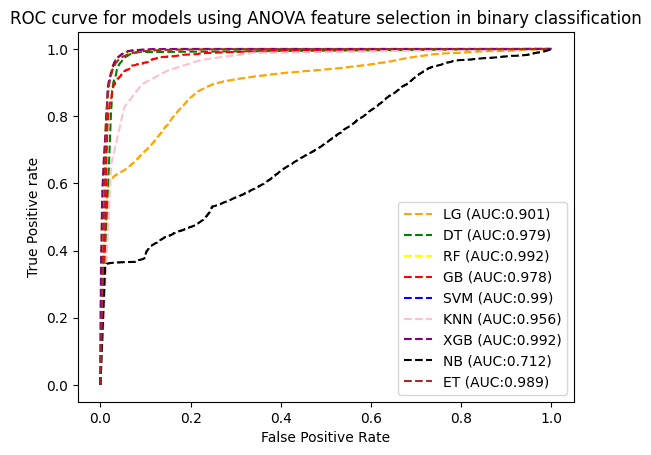 ROC curve for models using ANOVA feature selection in binary classification
1.0
0.8
0.6
0.4
0.2
0.0
True Positive rate
LG (AUC:0.901)
DT (AUC:0.979)
RF (AUC:0.992)
GB (AUC:0.978)
SVM (AUC:0.99)
KNN (AUC:0.956)
XGB (AUC:0.992)
NB (AUC:0.712)
ET (AUC:0.989)
0.0 0.2 0.4 0.6 0.8 1.0
False Positive Rate